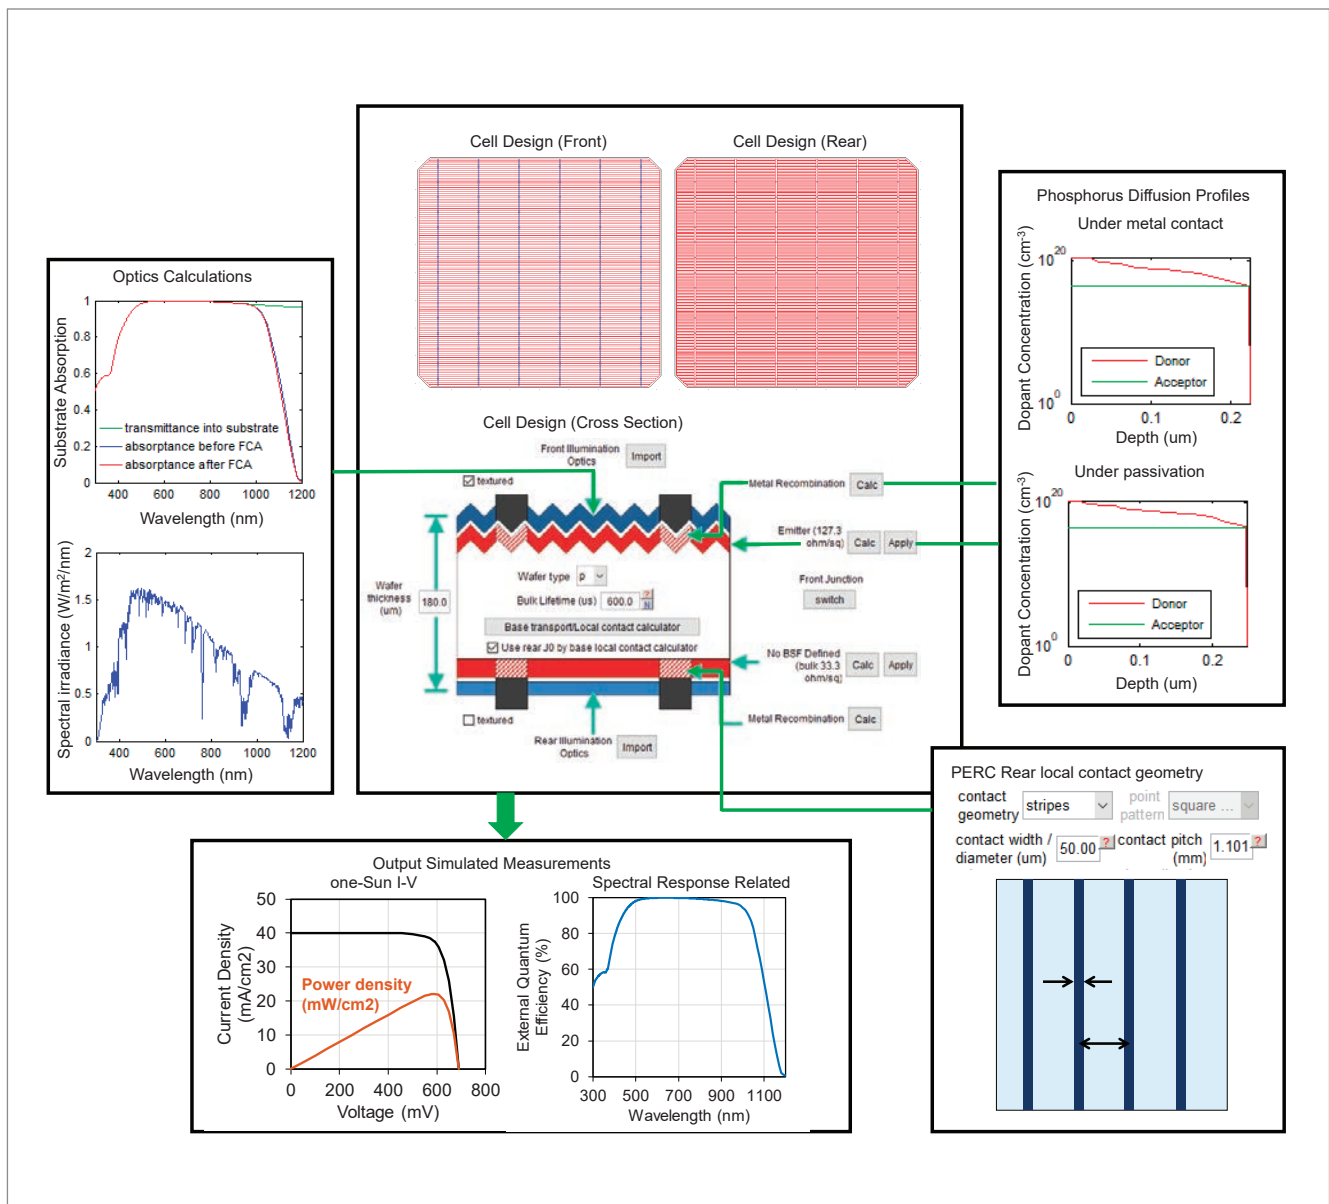 Cell Design (Front)
Cell Design (Rear)
Cell Design (Cross Section)
Front Illumination
Optics
Import
textured
Metal Recombination
Calc
Emitter (127.3
ohm/sq)
Calc
Apply
Wafer
thickness
(um)
180.0
Wafer type
p
Bulk Lifetime (us)
600.0
?
N
Front Junction
switch
Base transport/Local contact calculator
Use rear J0 by base local contact calculator
No BSF Defined
(bulk 33.3
ohm/sq)
Calc
Apply
Metal Recombination
Calc
textured
Rear Illumination
Optics
Import
Optics Calculations
Substrate Absorption
1
0.8
0.6
0.4
0.2
0
transmittance into substrate
absorptance before FCA
absorptance after FCA
400 600 800 1000 1200
Wavelength (nm)
Spectral irradiance (W/m²/nm)
2
1.5
1
0.5
0
400 600 800 1000 1200
Wavelength (nm)
Phosphorus Diffusion Profiles
Under metal contact
Dopant Concentration (cm⁻³)
10²⁰
10⁰
Donor
Acceptor
0 0.1 0.2
Depth (um)
Under passivation
Dopant Concentration (cm⁻³)
10²⁰
10⁰
Donor
Acceptor
0 0.1 0.2
Depth (um)
PERC Rear local contact geometry
contact
geometry
stripes
point
pattern
square ...
contact width /
diameter (um)
50.00
?
contact pitch
(mm)
1.101
?
Output Simulated Measurements
one-Sun I-V
Current Density
(mA/cm2)
50
40
30
20
10
0
Power density
(mW/cm2)
0 200 400 600 800
Voltage (mV)
Spectral Response Related
External Quantum
Efficiency (%)
100
80
60
40
20
0
300 500 700 900 1100
Wavelength (nm)